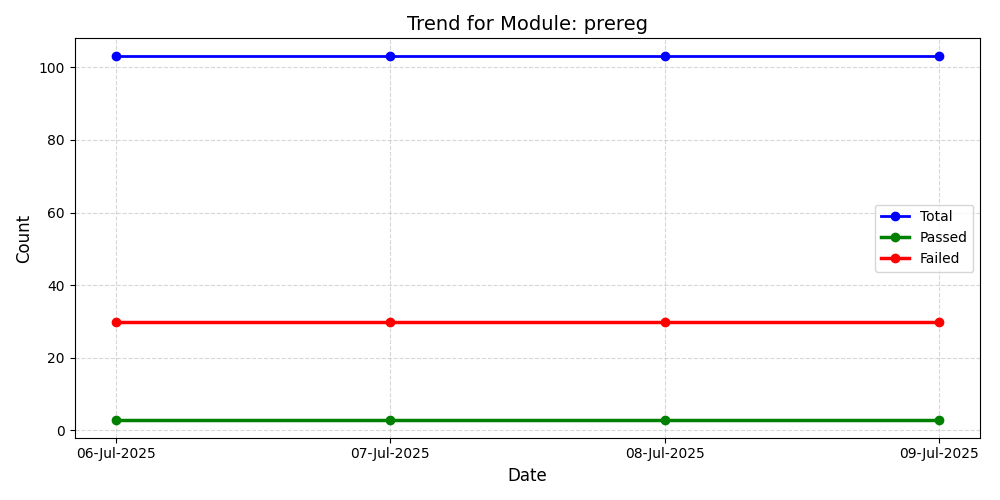 Trend for Module: prereg
Count
100
80
60
40
20
0
Total
Passed
Failed
06-Jul-2025
07-Jul-2025
08-Jul-2025
09-Jul-2025
Date